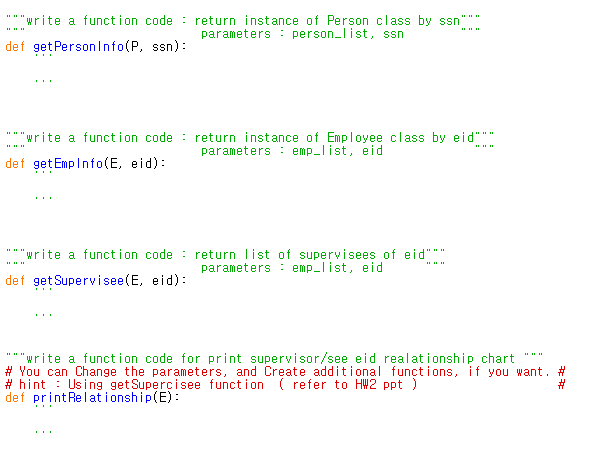 """write a function code : return instance of Person class by ssn"""
""" parameters : person_list, ssn """
def getPersonInfo(P, ssn):
'''
...
"""write a function code : return instance of Employee class by eid"""
""" parameters : emp_list, eid """
def getEmpInfo(E, eid):
'''
...
"""write a function code : return list of supervisees of eid"""
""" parameters : emp_list, eid """
def getSupervisee(E, eid):
'''
...
"""write a function code for print supervisor/see eid realationship chart """
# You can Change the parameters, and Create additional functions, if you want. #
# hint : Using getSupercisee function ( refer to HW2 ppt ) #
def printRelationship(E):
'''
...